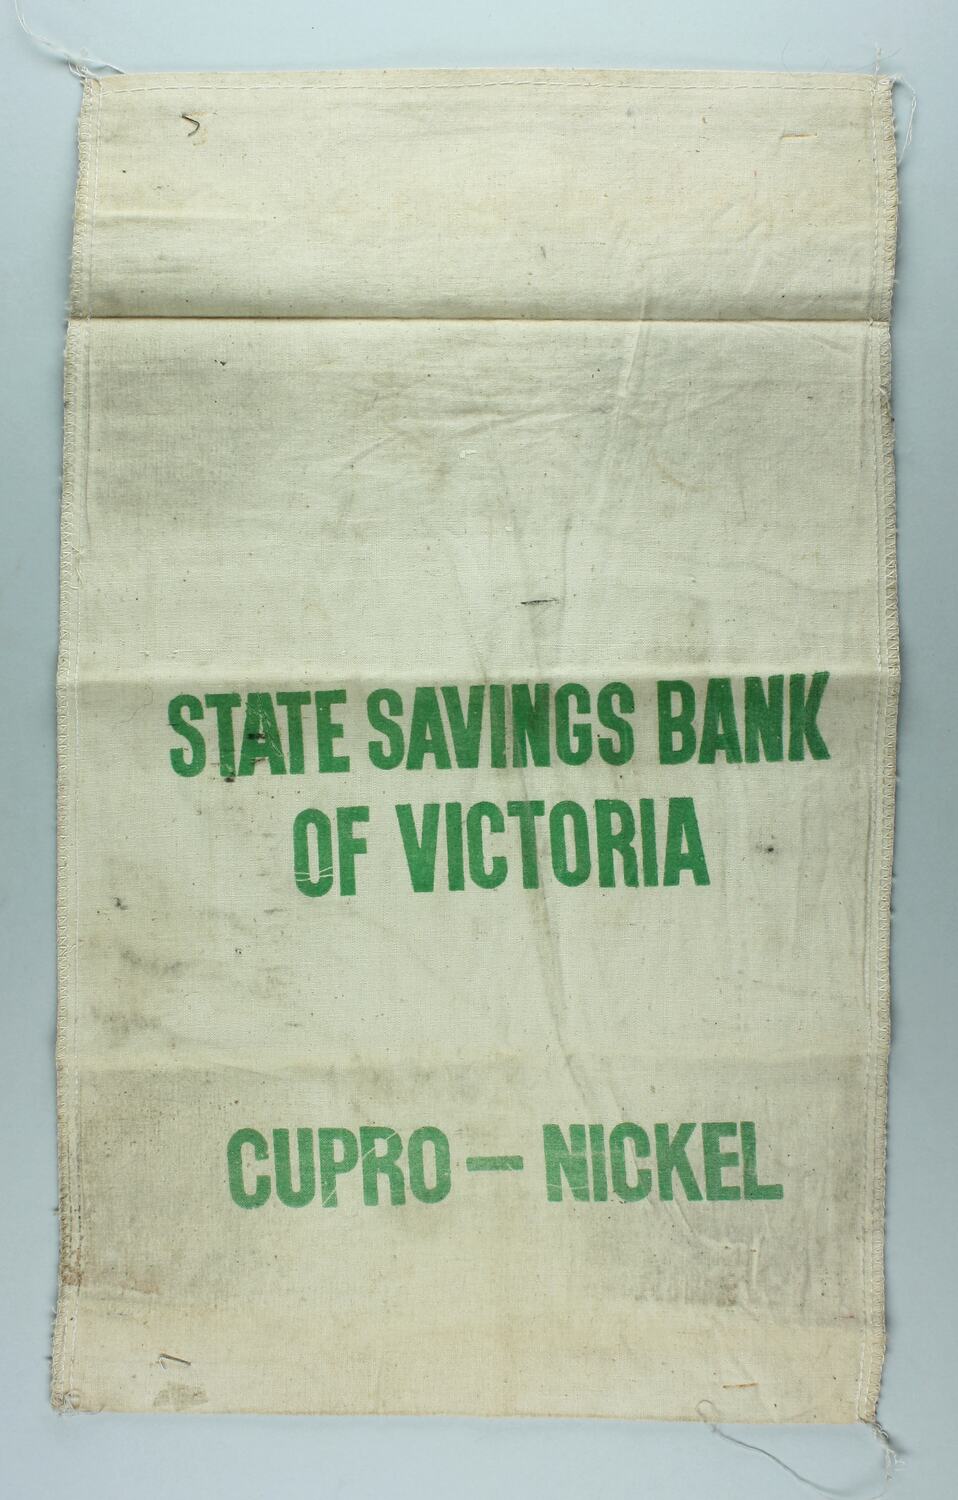 STATE SAVINGS BANK
OF VICTORIA
CUPRO — NICKEL